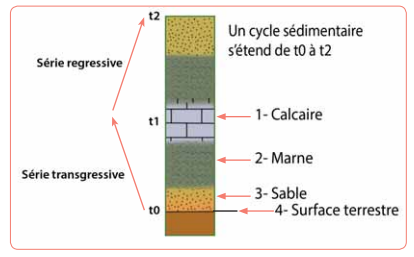 t2
Un cycle sédimentaire
s'étend de t0 à t2
Série regressive
t1
1- Calcaire
2- Marne
Série transgressive
3- Sable
t0
4- Surface terrestre